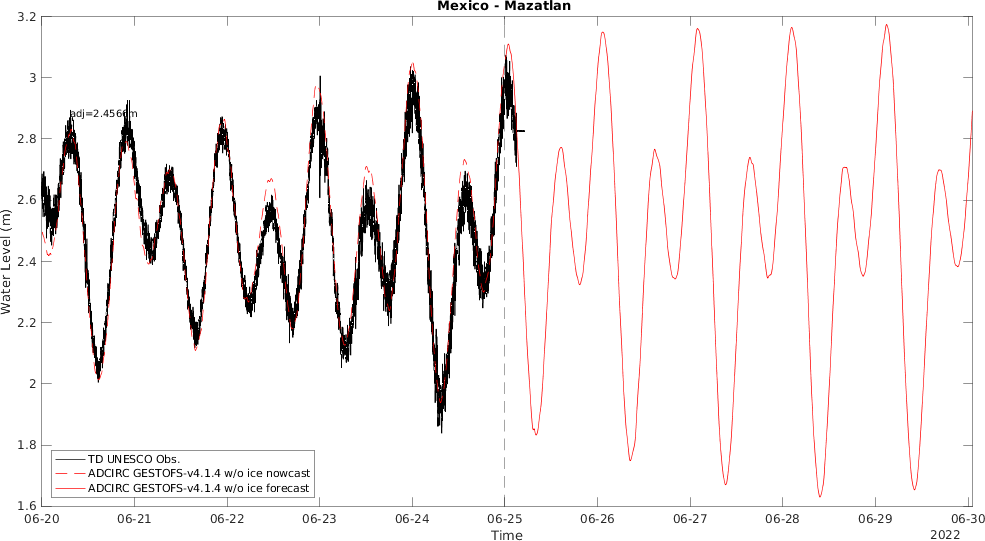 Mexico - Mazatlan
3.2
3
2.8
2.6
2.4
2.2
2
1.8
1.6
Water Level (m)
adj=2.4566m
TD UNESCO Obs.
ADCIRC GESTOFS-v4.1.4 w/o ice nowcast
ADCIRC GESTOFS-v4.1.4 w/o ice forecast
06-20 06-21 06-22 06-23 06-24 06-25 06-26 06-27 06-28 06-29 06-30
Time
2022